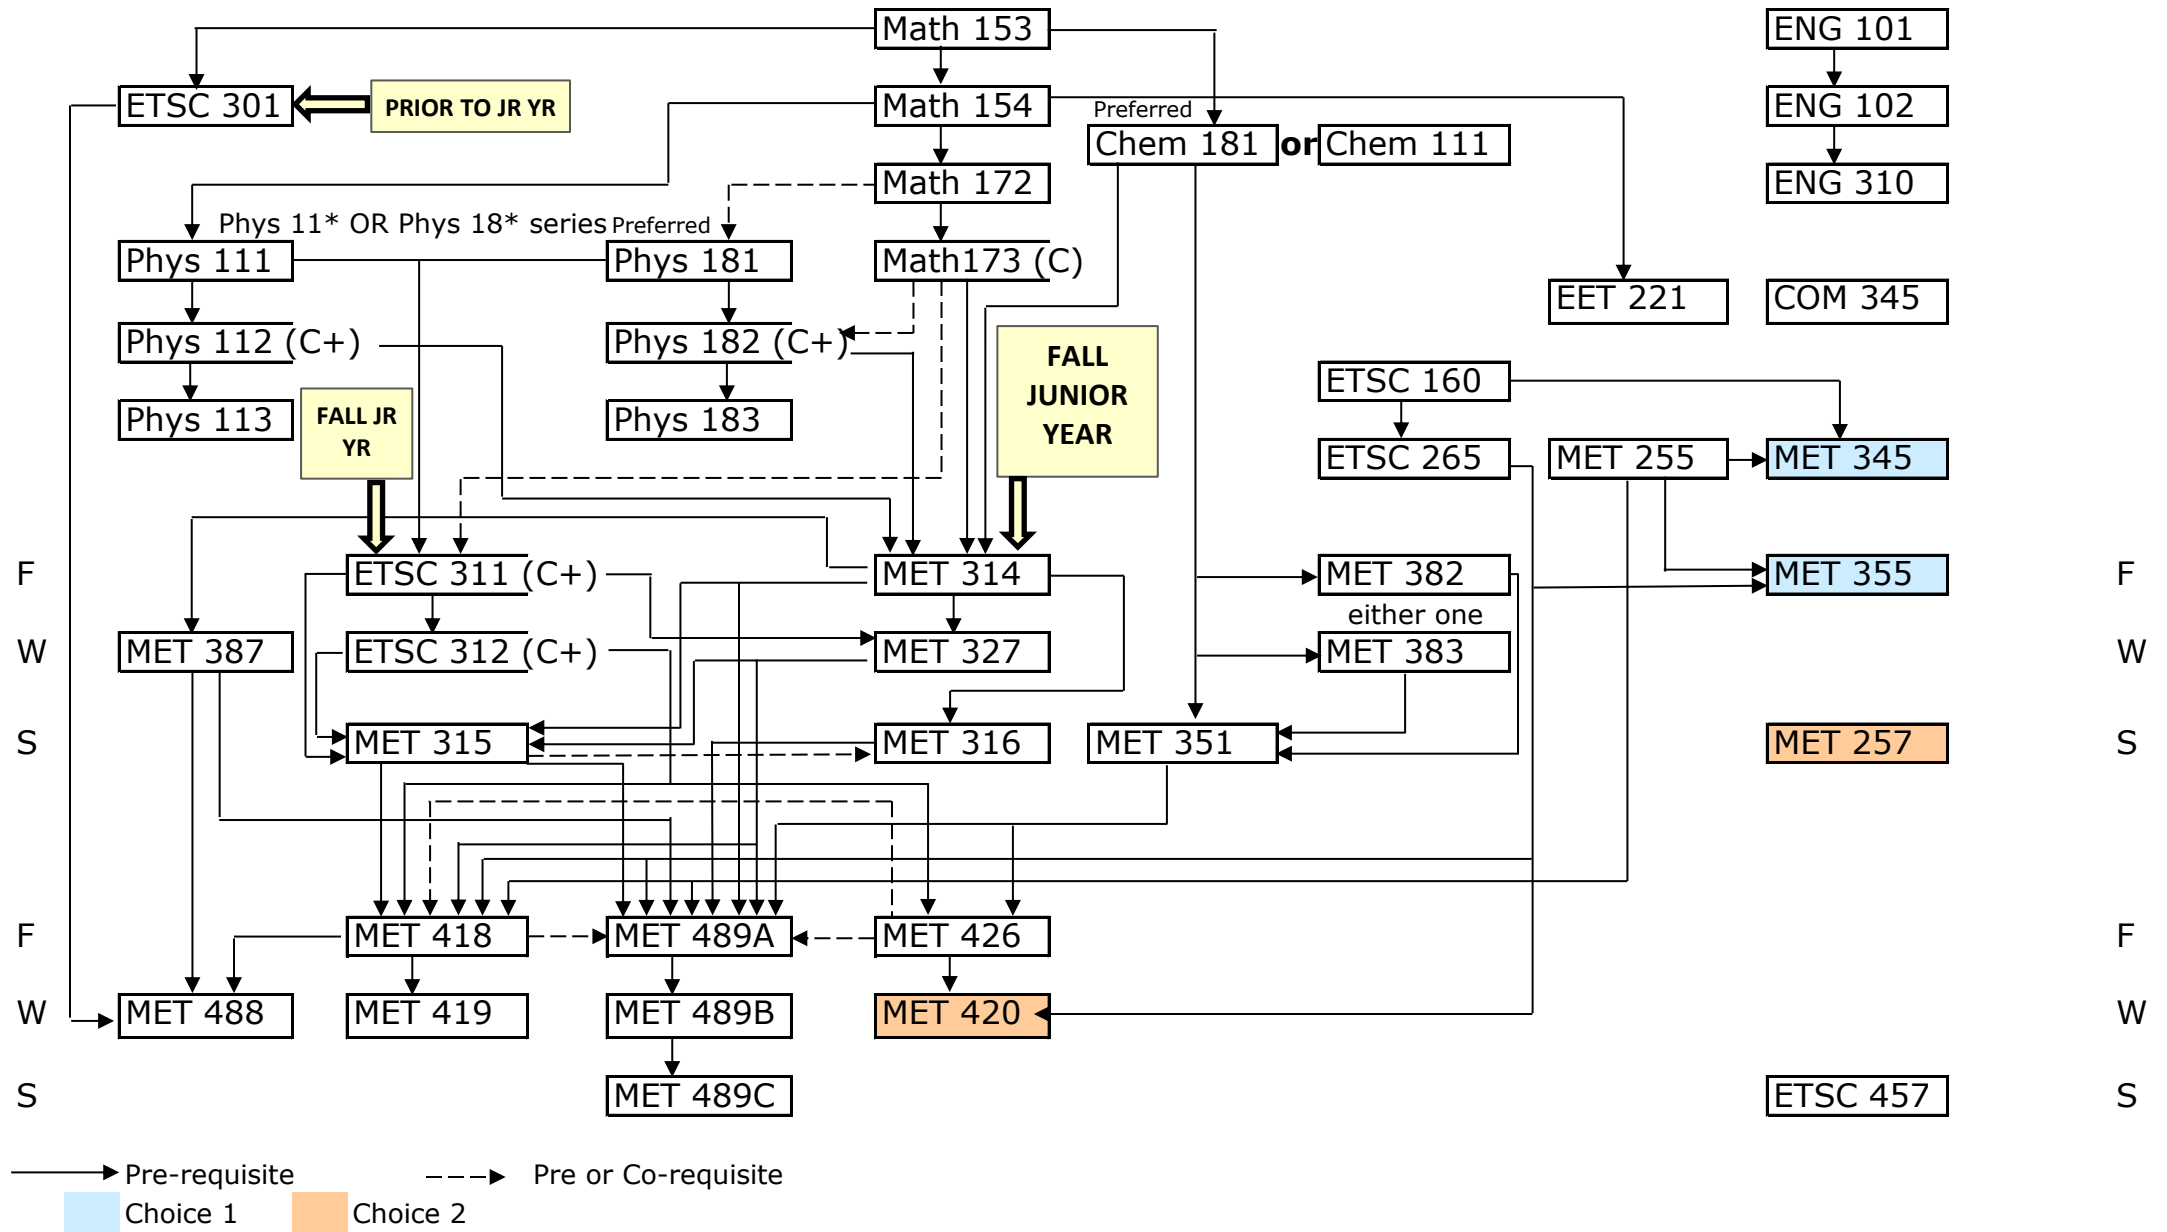 Math 153
ENG 101
ETSC 301
PRIOR TO JR YR
Math 154
Preferred
ENG 102
Chem 181 or Chem 111
Math 172
ENG 310
Phys 11* OR Phys 18* series Preferred
Phys 111
Phys 181
Math173 (C)
EET 221
COM 345
Phys 112 (C+)
Phys 182 (C+)
FALL
JUNIOR
YEAR
ETSC 160
Phys 113
FALL JR
YR
Phys 183
ETSC 265
MET 255
MET 345
F
ETSC 311 (C+)
MET 314
MET 382
MET 355
F
either one
W
MET 387
ETSC 312 (C+)
MET 327
MET 383
W
S
MET 315
MET 316
MET 351
MET 257
S
F
MET 418
MET 489A
MET 426
F
W
MET 488
MET 419
MET 489B
MET 420
W
S
MET 489C
ETSC 457
S
Pre-requisite
Pre or Co-requisite
Choice 1
Choice 2